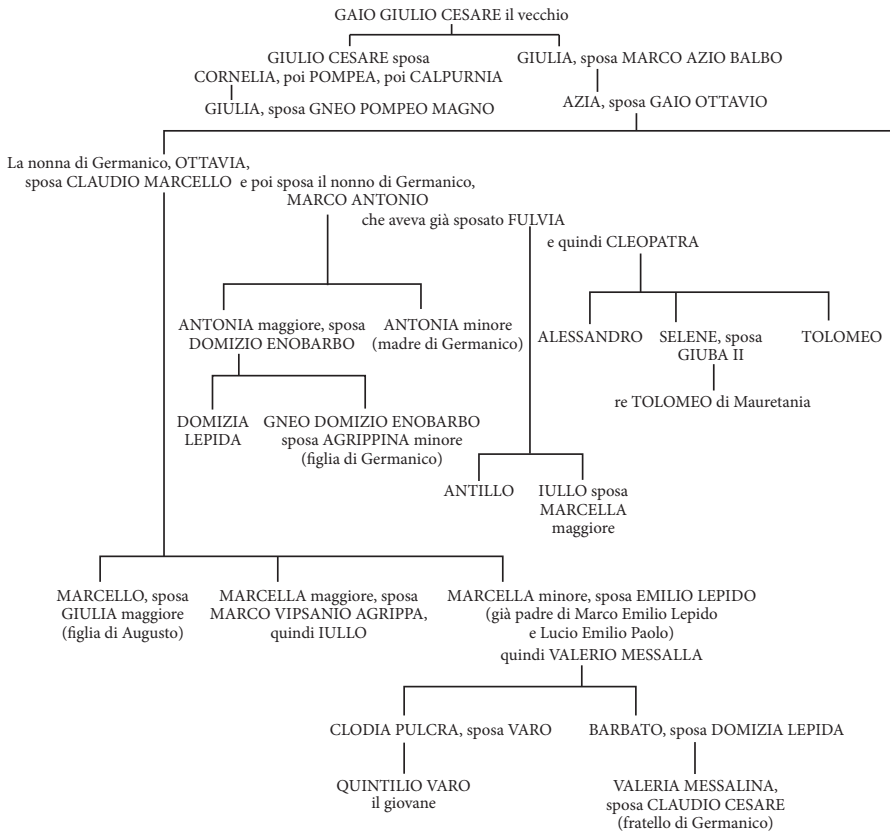 GAIO GIULIO CESARE il vecchio
GIULIO CESARE sposa
CORNELIA, poi POMPEA, poi CALPURNIA
GIULIA, sposa MARCO AZIO BALBO
GIULIA, sposa GNEO POMPEO MAGNO
AZIA, sposa GAIO OTTAVIO
La nonna di Germanico, OTTAVIA,
sposa CLAUDIO MARCELLO
e poi sposa il nonno di Germanico,
MARCO ANTONIO
che aveva già sposato FULVIA
e quindi CLEOPATRA
ANTONIA maggiore, sposa
DOMIZIO ENOBARBO
ANTONIA minore
(madre di Germanico)
ALESSANDRO
SELENE, sposa
GIUBA II
TOLOMEO
re TOLOMEO di Mauretania
DOMIZIA
LEPIDA
GNEO DOMIZIO ENOBARBO
sposa AGRIPPINA minore
(figlia di Germanico)
ANTILLO
IULLO sposa
MARCELLA
maggiore
MARCELLO, sposa
GIULIA maggiore
(figlia di Augusto)
MARCELLA maggiore, sposa
MARCO VIPSANIO AGRIPPA,
quindi IULLO
MARCELLA minore, sposa EMILIO LEPIDO
(già padre di Marco Emilio Lepido
e Lucio Emilio Paolo)
quindi VALERIO MESSALLA
CLODIA PULCRA, sposa VARO
BARBATO, sposa DOMIZIA LEPIDA
QUINTILIO VARO
il giovane
VALERIA MESSALINA,
sposa CLAUDIO CESARE
(fratello di Germanico)